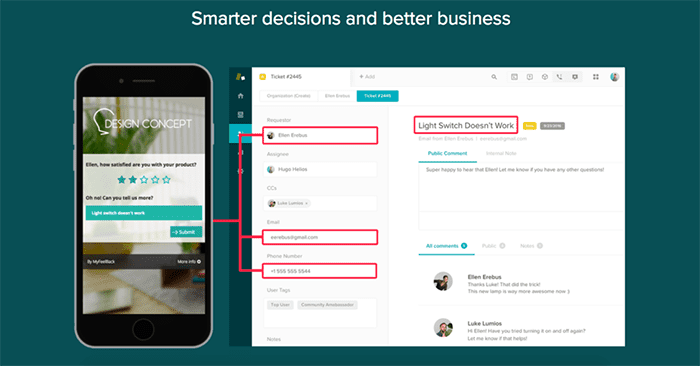 Smarter decisions and better business
DESIGN CONCEPT
Ellen, how satisfied are you with your product?
Oh no! Can you tell us more?
Light switch doesn't work
Submit
By MyFeelBack
More Info
Ticket #2445
+ Add
Organization (Create)
Ellen Erebus
Ticket #2445
Requestor
Ellen Erebus
Assignee
Hugo Helios
CCs
Luke Lumios ×
Email
eerebus@gmail.com
Phone Number
+1 555 555 5544
User Tags
Top User
Community Ambassador
Notes
Light Switch Doesn't Work
Email from Ellen Erebus / eerebus@gmail.com
Public Comment
Internal Note
Super happy to hear that Ellen! Let me know if you have any other questions!
All comments
Public
Notes
Ellen Erebus
Thanks Luke! That did the trick!
This new lamp is way more awesome now :)
Luke Lumios
Hi Ellen! Have you tried turning it on and off again?
Let me know if that helps!